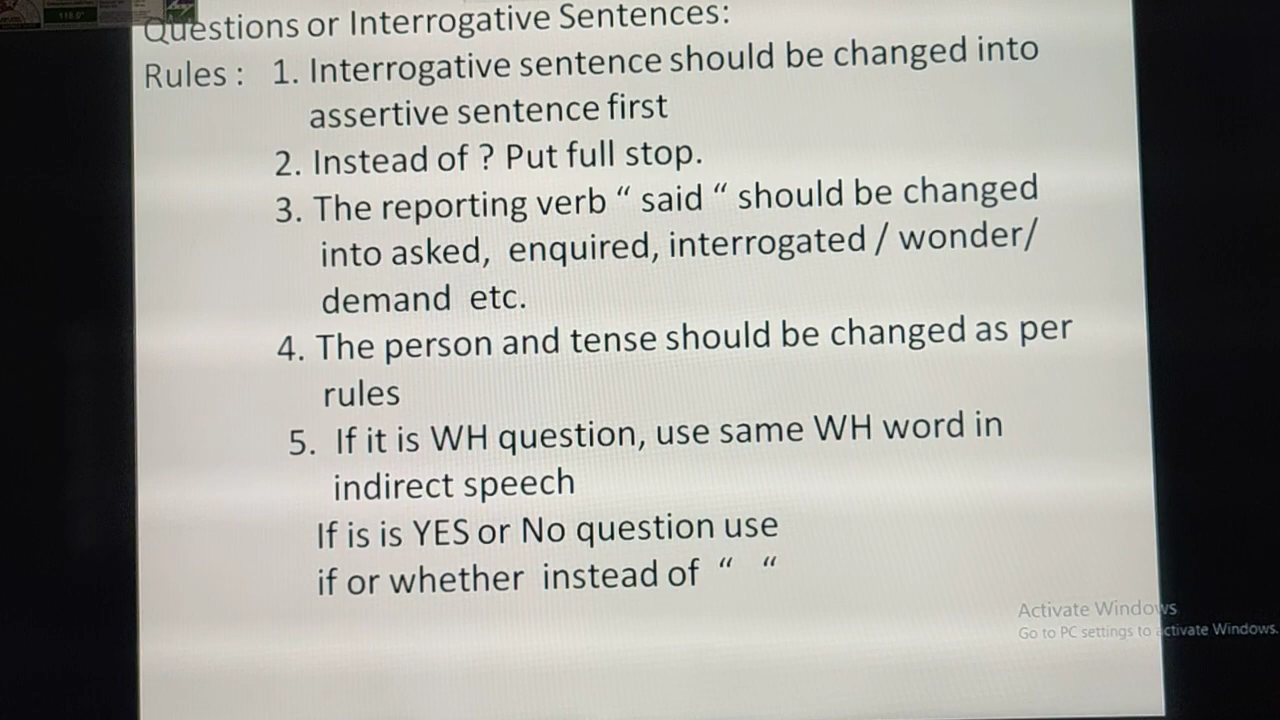 118.0°
Questions or Interrogative Sentences:
Rules : 1. Interrogative sentence should be changed into
assertive sentence first
2. Instead of ? Put full stop.
3. The reporting verb “ said “ should be changed
into asked, enquired, interrogated / wonder/
demand etc.
4. The person and tense should be changed as per
rules
5. If it is WH question, use same WH word in
indirect speech
If is is YES or No question use
if or whether instead of “ “
Activate Windows
Go to PC settings to activate Windows.